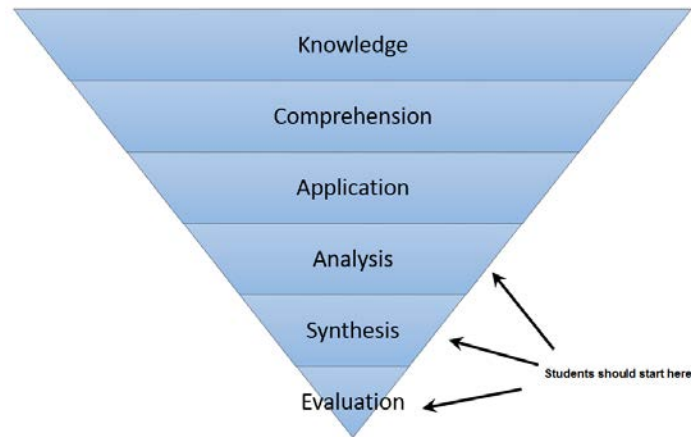 Knowledge
Comprehension
Application
Analysis
Synthesis
Students should start here
Evaluation